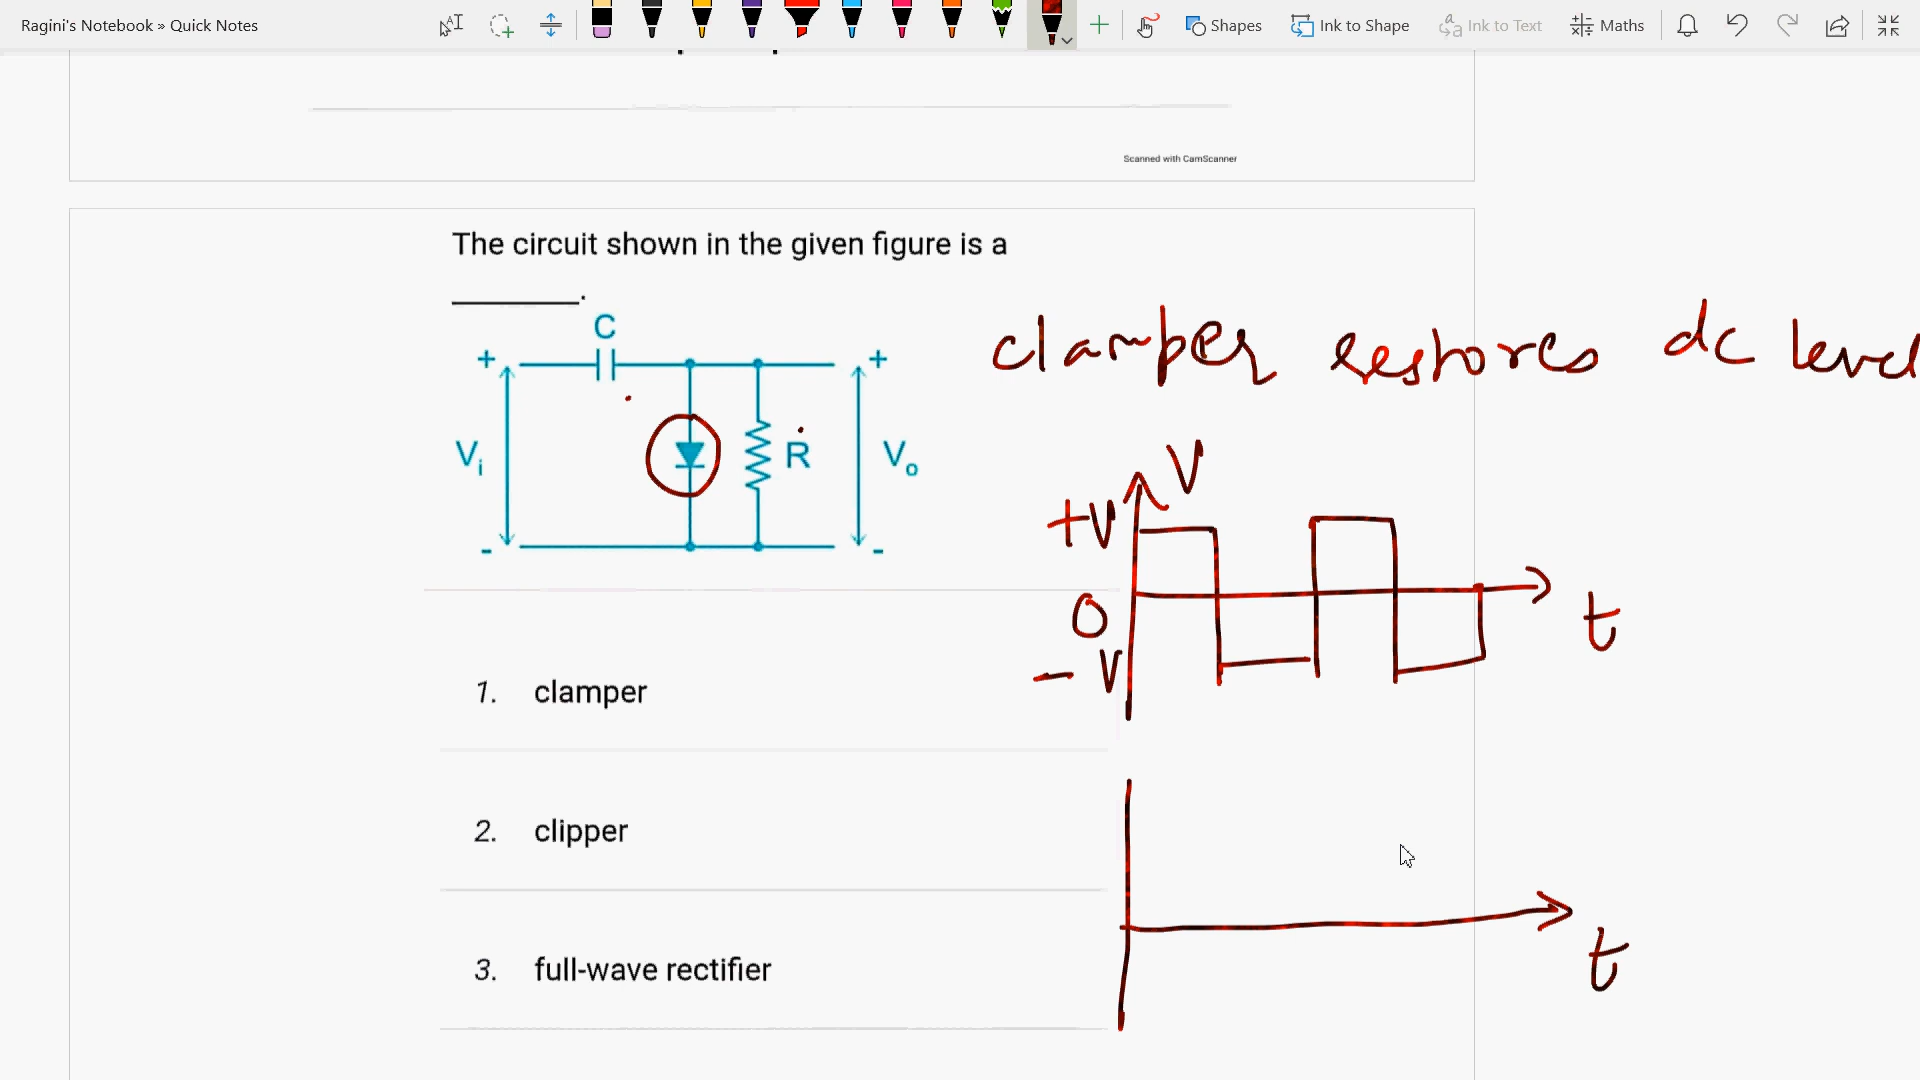 Ragini's Notebook » Quick Notes
Shapes
Ink to Shape
Ink to Text
Maths
Scanned with CamScanner
The circuit shown in the given figure is a
________.
C
+ +
Vi R Vo
- -
clamper restores dc level
V
+V
0
t
- V
1. clamper
2. clipper
3. full-wave rectifier
t